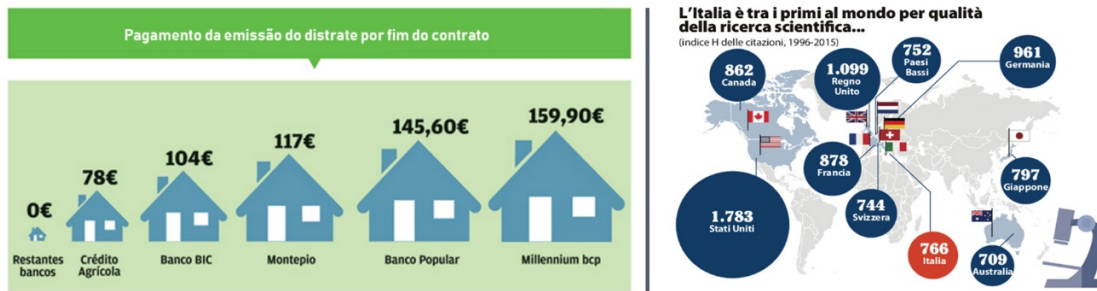 Pagamento da emissão do distrate por fim do contrato
0€
Restantes
bancos
78€
Crédito
Agrícola
104€
Banco BIC
117€
Montepio
145,60€
Banco Popular
159,90€
Millennium bcp
L'Italia è tra i primi al mondo per qualità
della ricerca scientifica...
(indice H delle citazioni, 1996-2015)
862
Canada
1.099
Regno
Unito
752
Paesi
Bassi
961
Germania
878
Francia
797
Giappone
744
Svizzera
1.783
Stati Uniti
766
Italia
709
Australia